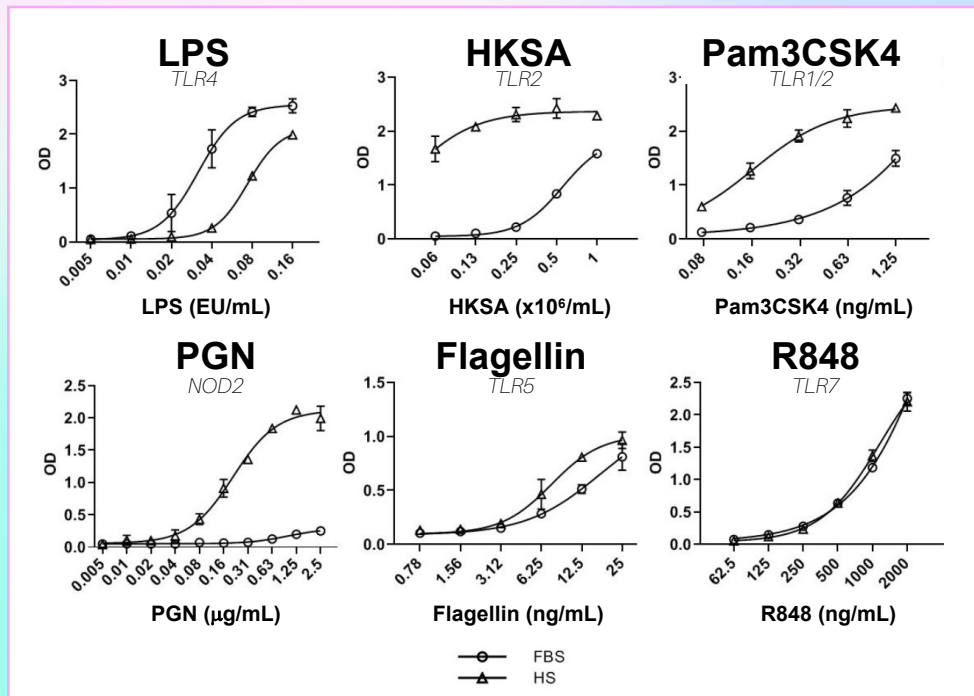 LPS
TLR4
3
2
1
0
OD
0.005
0.01
0.02
0.04
0.08
0.16
LPS (EU/mL)
HKSA
TLR2
3
2
1
0
OD
0.06
0.13
0.25
0.5
1
HKSA (x10⁶/mL)
Pam3CSK4
TLR1/2
3
2
1
0
OD
0.08
0.16
0.32
0.63
1.25
Pam3CSK4 (ng/mL)
PGN
NOD2
2.5
2.0
1.5
1.0
0.5
0.0
OD
0.005
0.01
0.02
0.04
0.08
0.16
0.31
0.63
1.25
2.5
PGN (μg/mL)
Flagellin
TLR5
1.5
1.0
0.5
0.0
OD
0.78
1.56
3.12
6.25
12.5
25
Flagellin (ng/mL)
R848
TLR7
2.5
2.0
1.5
1.0
0.5
0.0
OD
62.5
125
250
500
1000
2000
R848 (ng/mL)
FBS
HS